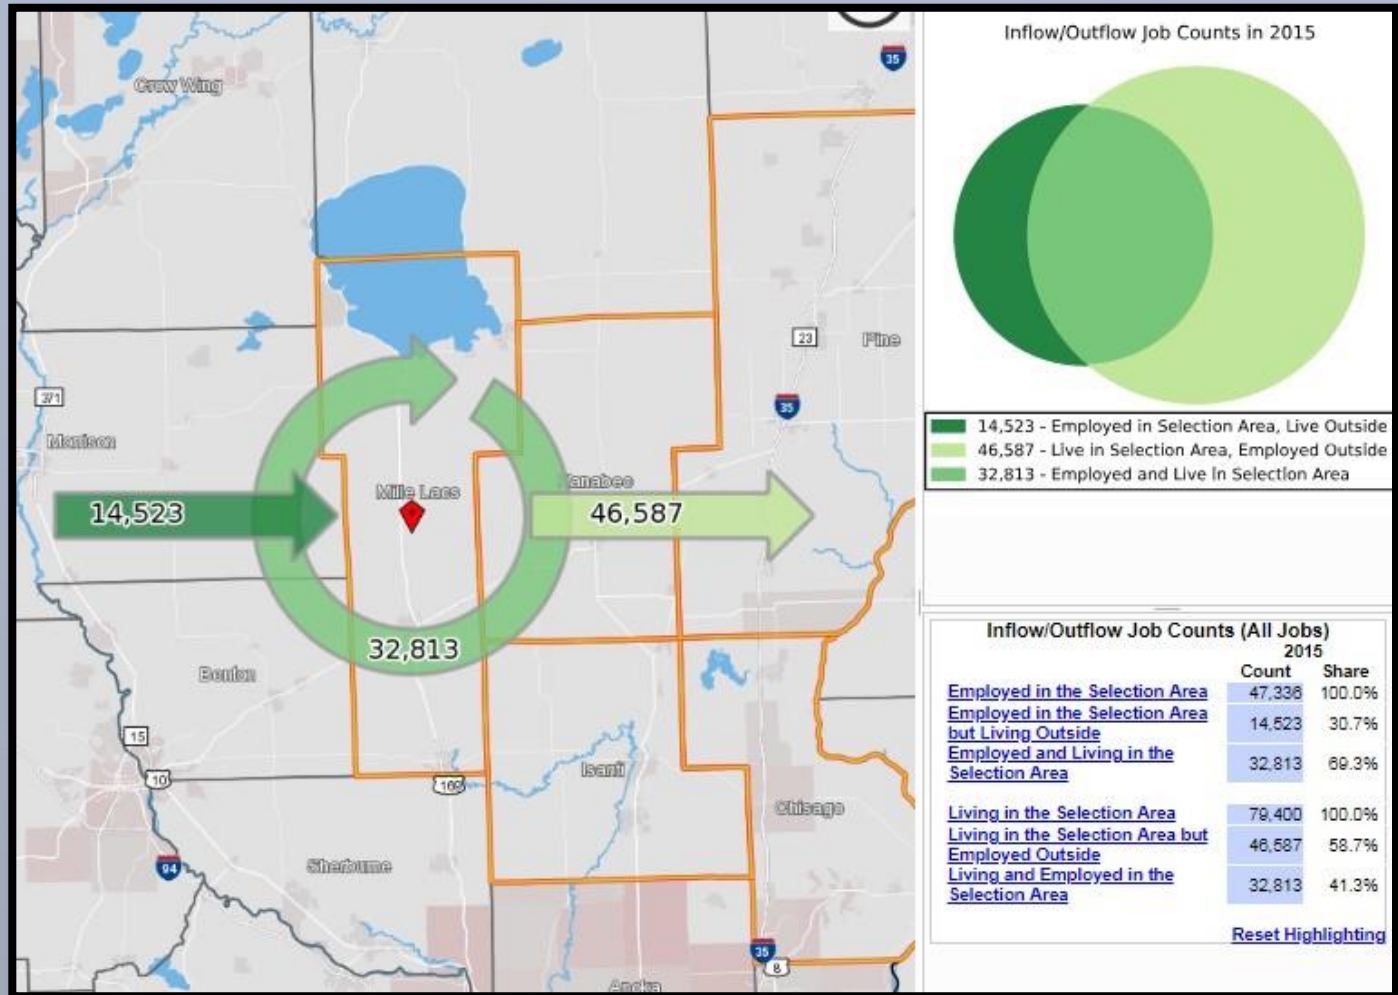 Crow Wing
35
23
Pine
371
35
Morrison
Mille Lacs
Kanabec
14,523
46,587
32,813
Benton
15
10
169
Isanti
Chisago
94
Sherburne
35
8
Anoka
Inflow/Outflow Job Counts in 2015
14,523 - Employed in Selection Area, Live Outside
46,587 - Live in Selection Area, Employed Outside
32,813 - Employed and Live in Selection Area
Inflow/Outflow Job Counts (All Jobs)
2015
Count Share
Employed in the Selection Area 47,336 100.0%
Employed in the Selection Area
but Living Outside 14,523 30.7%
Employed and Living in the
Selection Area 32,813 69.3%
Living in the Selection Area 79,400 100.0%
Living in the Selection Area but
Employed Outside 46,587 58.7%
Living and Employed in the
Selection Area 32,813 41.3%
Reset Highlighting